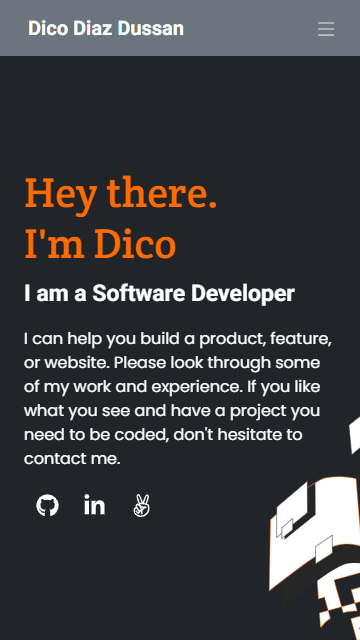 Dico Diaz Dussan
Hey there.
I'm Dico
I am a Software Developer
I can help you build a product, feature,
or website. Please look through some
of my work and experience. If you like
what you see and have a project you
need to be coded, don't hesitate to
contact me.
in